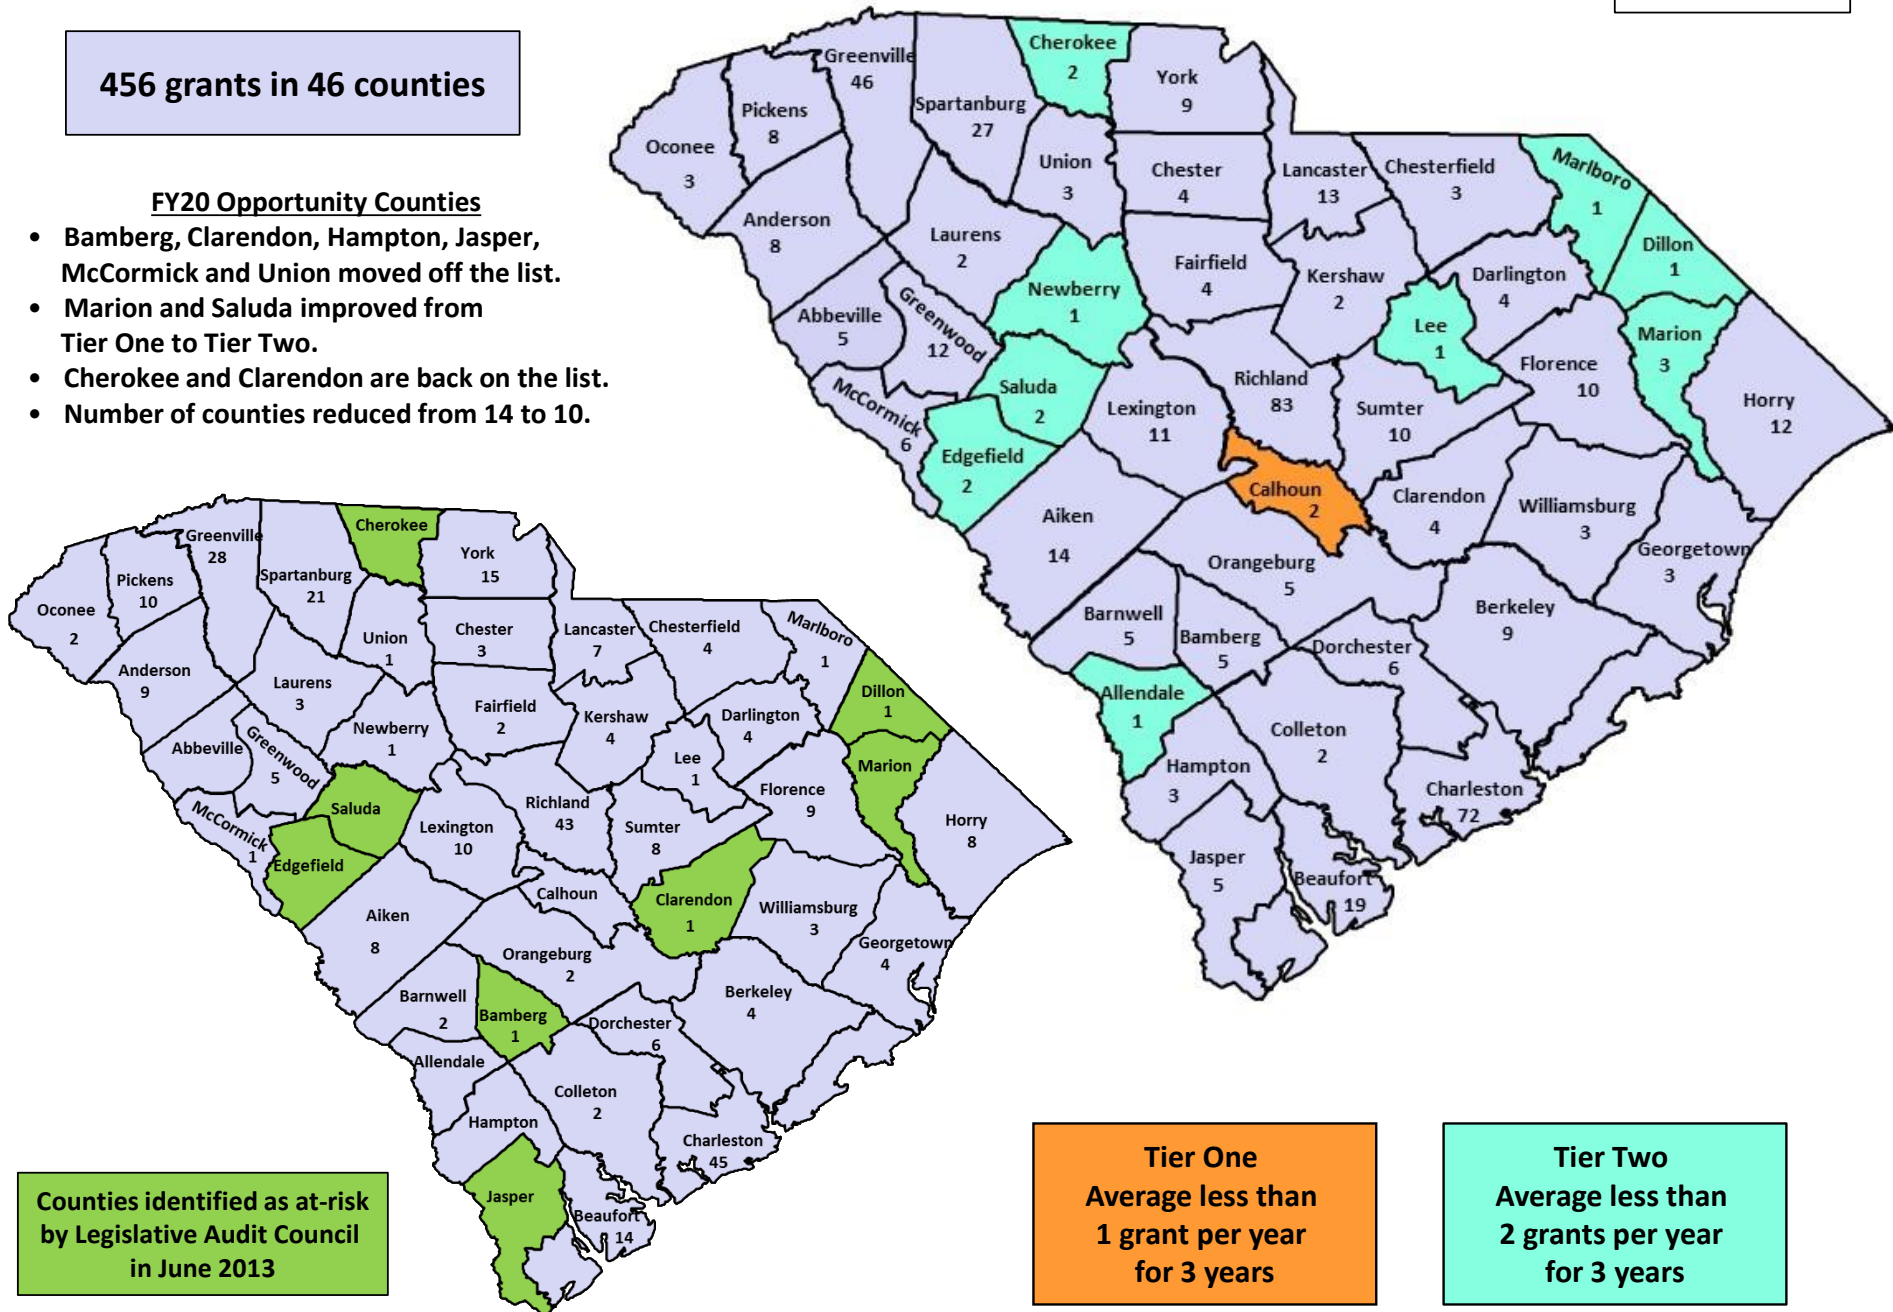 456 grants in 46 counties
FY20 Opportunity Counties
• Bamberg, Clarendon, Hampton, Jasper,
McCormick and Union moved off the list.
• Marion and Saluda improved from
Tier One to Tier Two.
• Cherokee and Clarendon are back on the list.
• Number of counties reduced from 14 to 10.
Oconee
3
Pickens
8
Greenville
46
Spartanburg
27
Cherokee
2
York
9
Anderson
8
Union
3
Chester
4
Lancaster
13
Chesterfield
3
Marlboro
1
Dillon
1
Laurens
2
Abbeville
5
Greenwood
12
Newberry
1
Fairfield
4
Kershaw
2
Darlington
4
Lee
1
Marion
3
Florence
10
Horry
12
McCormick
6
Saluda
2
Edgefield
2
Lexington
11
Richland
83
Sumter
10
Calhoun
2
Clarendon
4
Williamsburg
3
Georgetown
3
Aiken
14
Orangeburg
5
Barnwell
5
Bamberg
5
Dorchester
6
Berkeley
9
Allendale
1
Colleton
2
Hampton
3
Charleston
72
Jasper
5
Beaufort
19
Oconee
2
Pickens
10
Greenville
28
Spartanburg
21
Cherokee
York
15
Anderson
9
Union
1
Chester
3
Lancaster
7
Chesterfield
4
Marlboro
1
Dillon
1
Laurens
3
Abbeville
Greenwood
5
Newberry
1
Fairfield
2
Kershaw
4
Darlington
4
Lee
1
Marion
Florence
9
Horry
8
McCormick
1
Saluda
Edgefield
Lexington
10
Richland
43
Sumter
8
Calhoun
Clarendon
1
Williamsburg
3
Georgetown
4
Aiken
8
Orangeburg
2
Barnwell
2
Bamberg
1
Dorchester
6
Berkeley
4
Allendale
Colleton
2
Hampton
Charleston
45
Jasper
Beaufort
14
Counties identified as at-risk
by Legislative Audit Council
in June 2013
Tier One
Average less than
1 grant per year
for 3 years
Tier Two
Average less than
2 grants per year
for 3 years